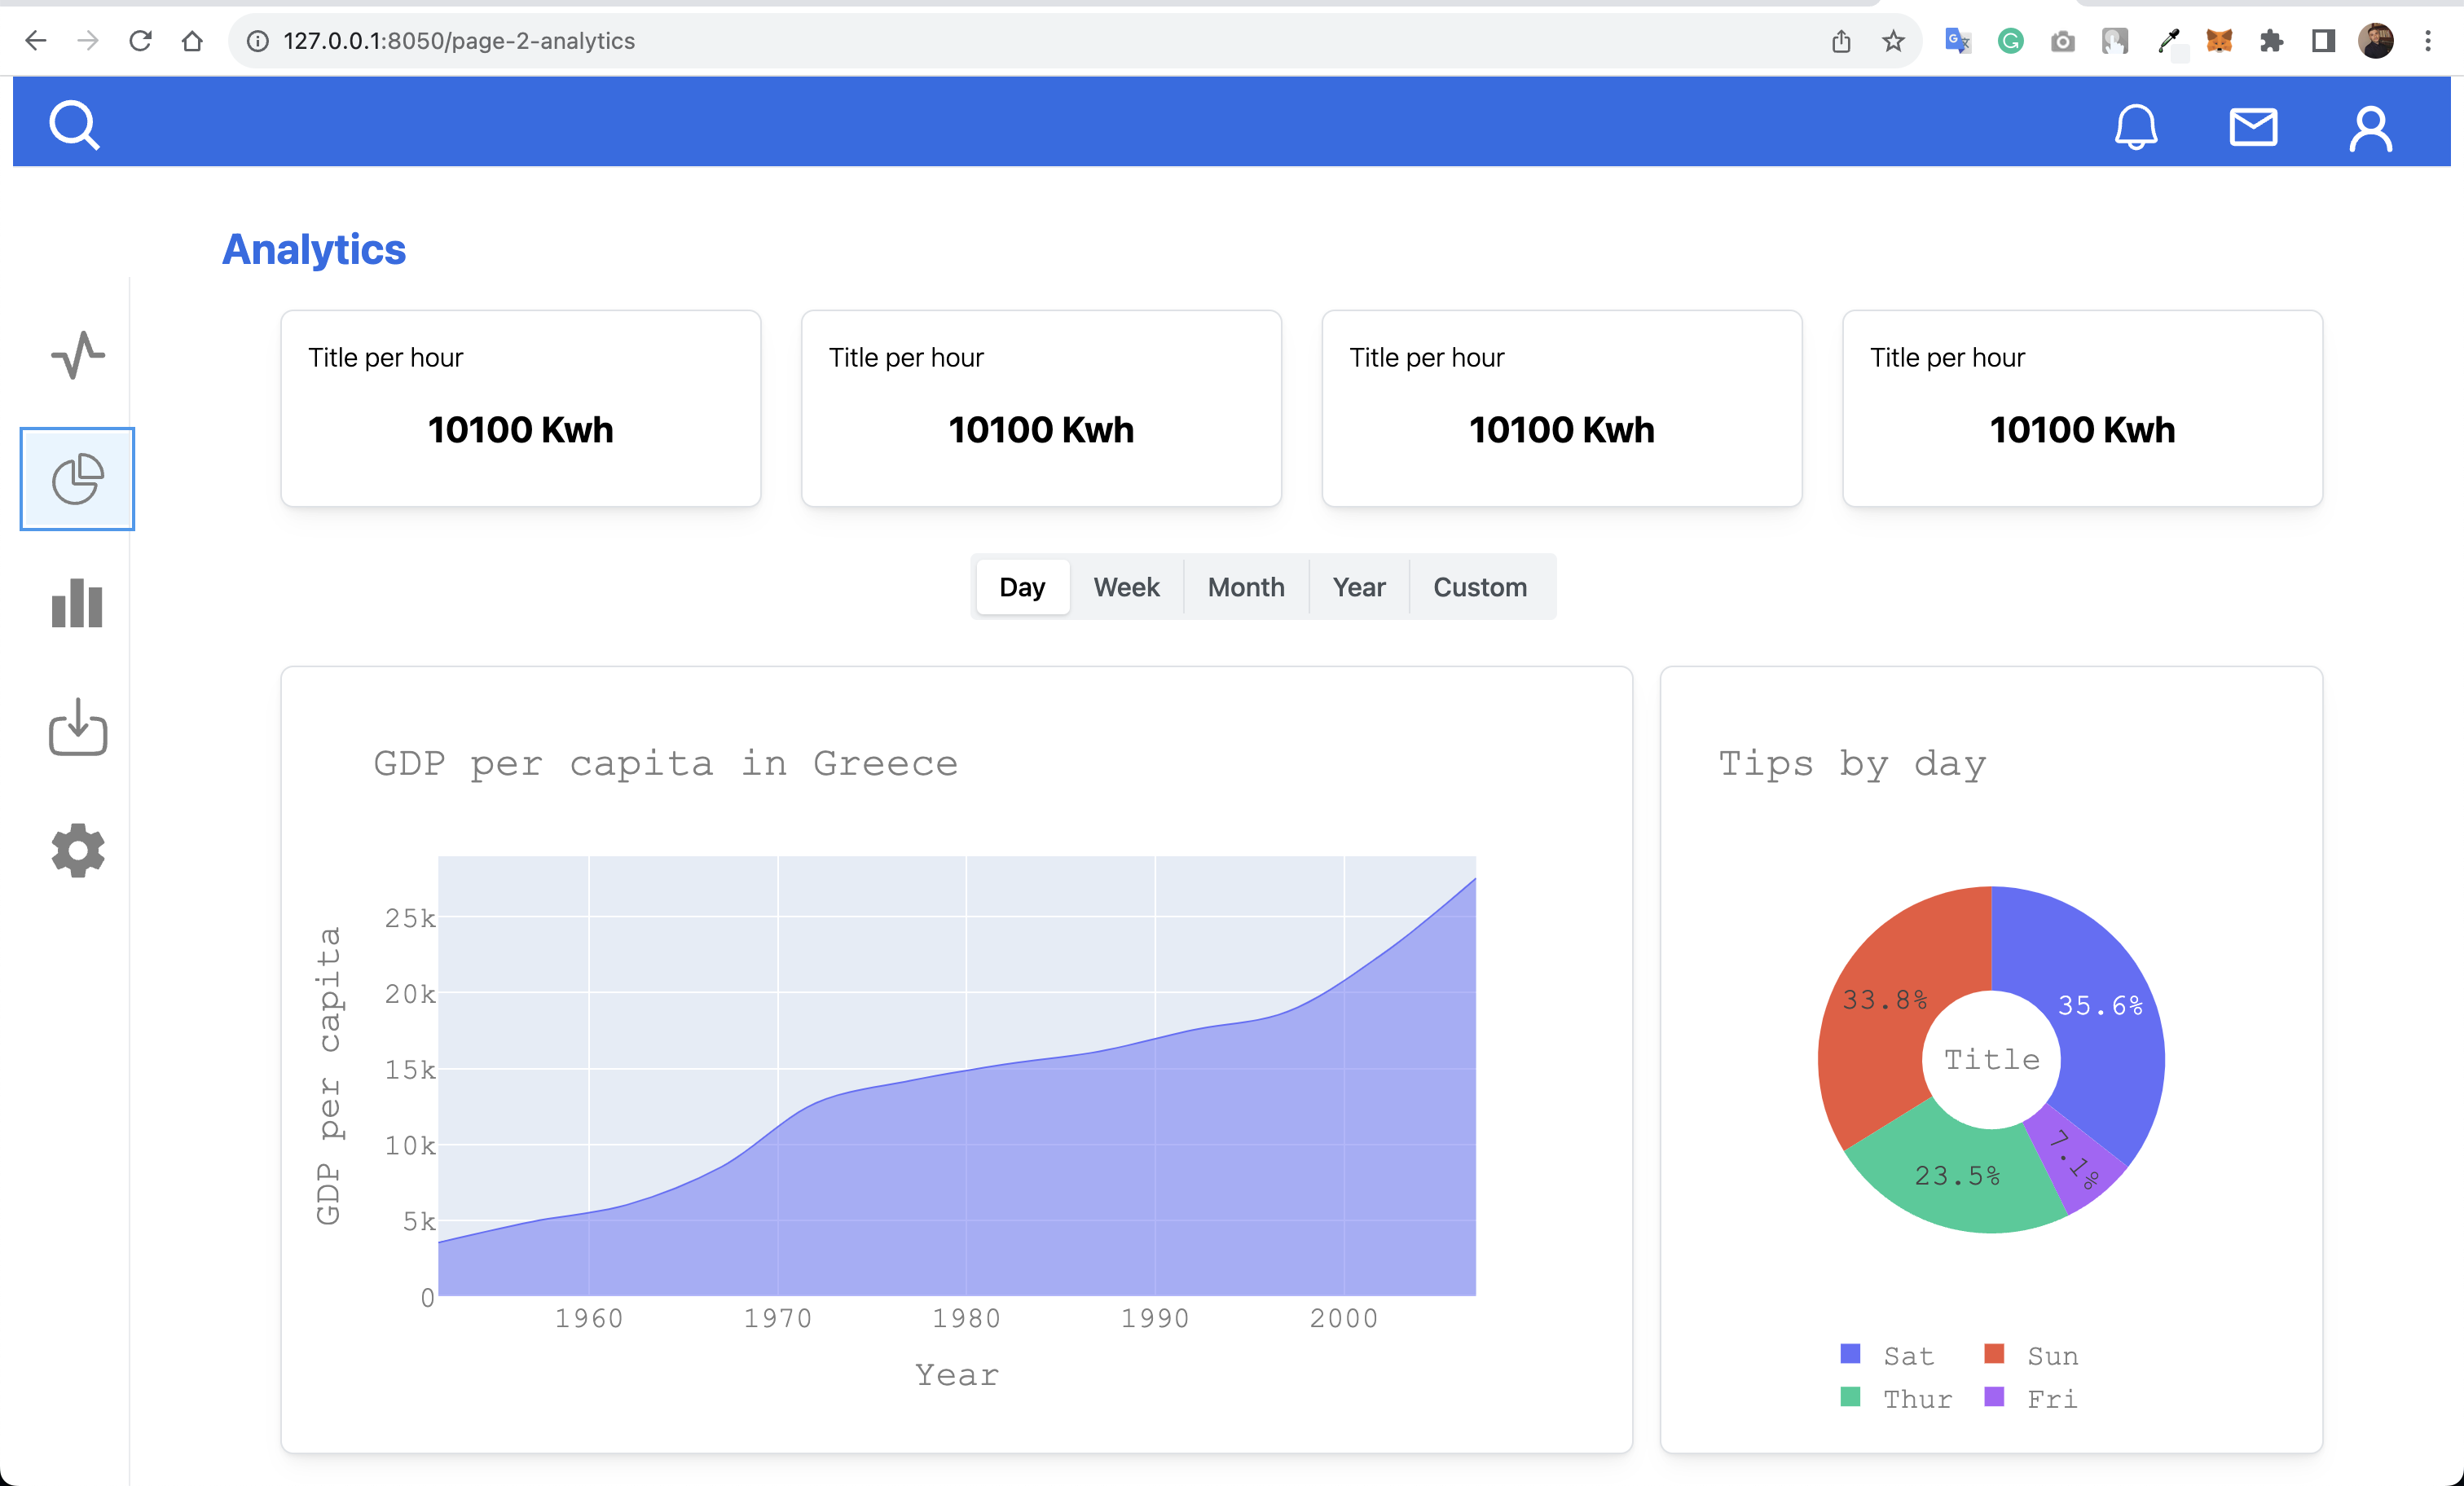 127.0.0.1:8050/page-2-analytics
Analytics
Title per hour
10100 Kwh
Title per hour
10100 Kwh
Title per hour
10100 Kwh
Title per hour
10100 Kwh
Day Week Month Year Custom
GDP per capita in Greece
GDP per capita
25k
20k
15k
10k
5k
0
1960 1970 1980 1990 2000
Year
Tips by day
33.8%
35.6%
Title
7.1%
23.5%
Sat Sun
Thur Fri